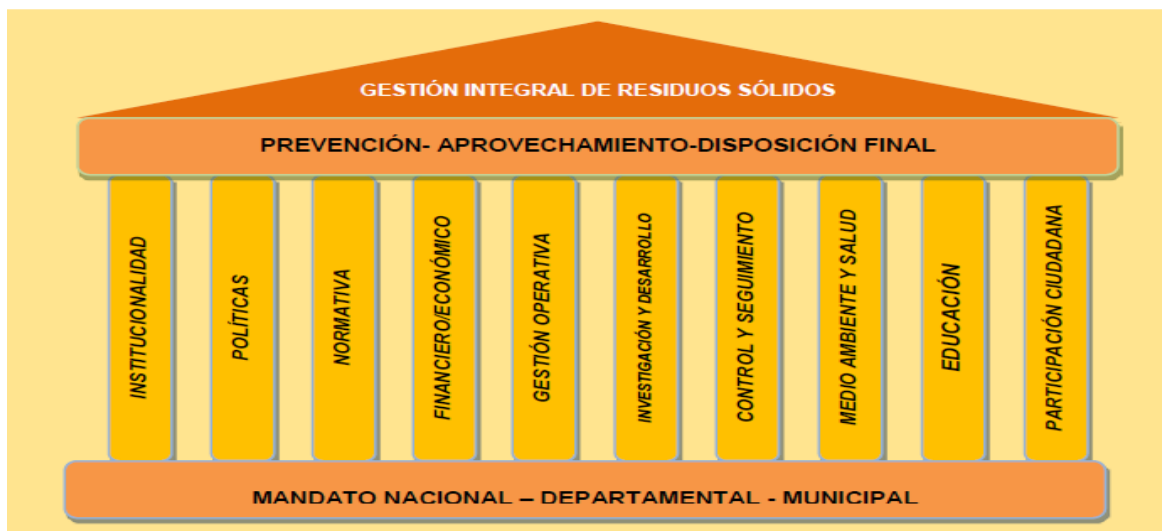 GESTIÓN INTEGRAL DE RESIDUOS SÓLIDOS
PREVENCIÓN- APROVECHAMIENTO-DISPOSICIÓN FINAL
INSTITUCIONALIDAD
POLÍTICAS
NORMATIVA
FINANCIERO/ECONÓMICO
GESTIÓN OPERATIVA
INVESTIGACIÓN Y DESARROLLO
CONTROL Y SEGUIMIENTO
MEDIO AMBIENTE Y SALUD
EDUCACIÓN
PARTICIPACIÓN CIUDADANA
MANDATO NACIONAL – DEPARTAMENTAL - MUNICIPAL